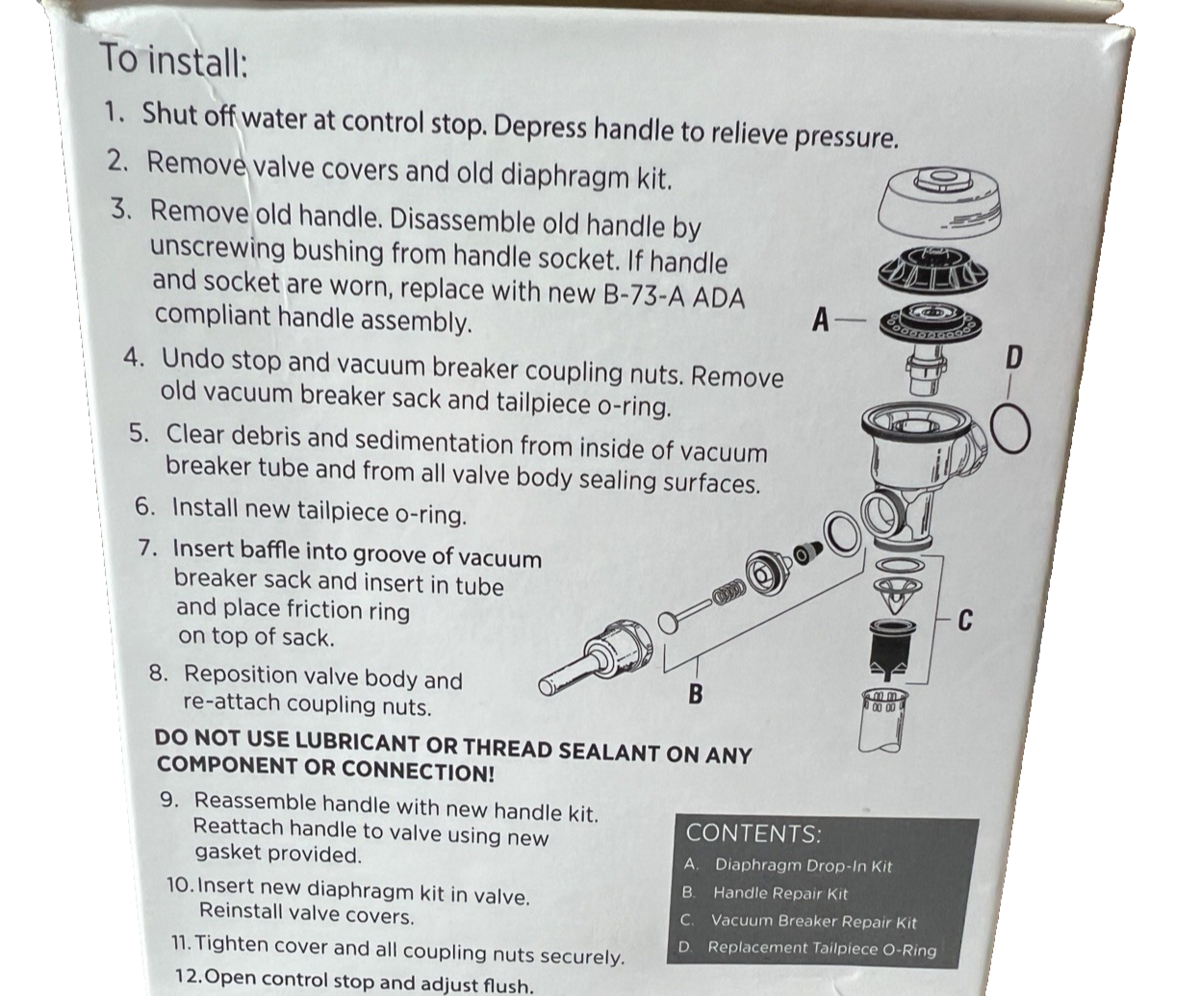 To install:
1. Shut off water at control stop. Depress handle to relieve pressure.
2. Remove valve covers and old diaphragm kit.
3. Remove old handle. Disassemble old handle by
unscrewing bushing from handle socket. If handle
and socket are worn, replace with new B-73-A ADA
compliant handle assembly.
4. Undo stop and vacuum breaker coupling nuts. Remove
old vacuum breaker sack and tailpiece o-ring.
5. Clear debris and sedimentation from inside of vacuum
breaker tube and from all valve body sealing surfaces.
6. Install new tailpiece o-ring.
7. Insert baffle into groove of vacuum
breaker sack and insert in tube
and place friction ring
on top of sack.
8. Reposition valve body and
re-attach coupling nuts.
DO NOT USE LUBRICANT OR THREAD SEALANT ON ANY
COMPONENT OR CONNECTION!
9. Reassemble handle with new handle kit.
Reattach handle to valve using new
gasket provided.
10. Insert new diaphragm kit in valve.
Reinstall valve covers.
11. Tighten cover and all coupling nuts securely.
12. Open control stop and adjust flush.
A
D
C
B
CONTENTS:
A. Diaphragm Drop-In Kit
B. Handle Repair Kit
C. Vacuum Breaker Repair Kit
D. Replacement Tailpiece O-Ring